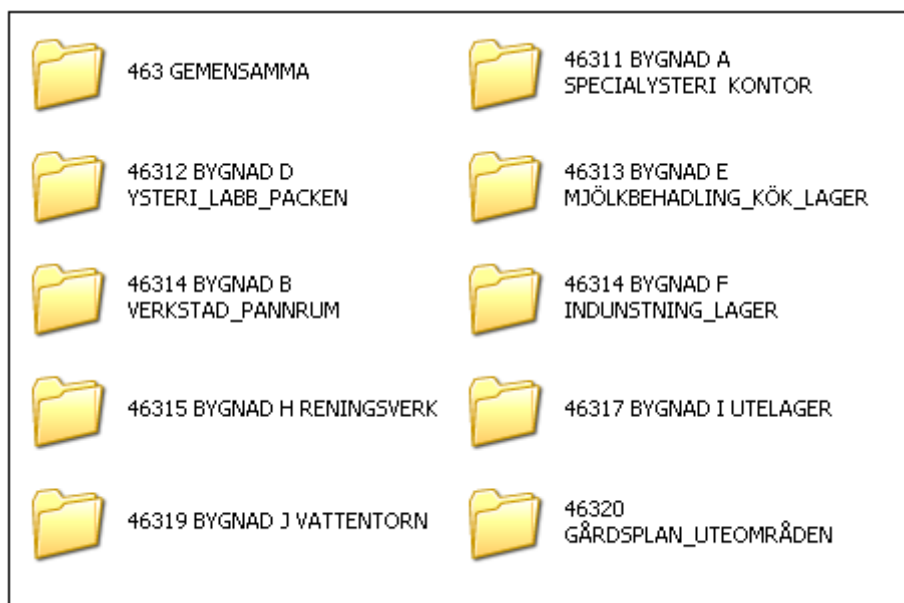 463 GEMENSAMMA
46311 BYGNAD A
SPECIALYSTERI KONTOR
46312 BYGNAD D
YSTERI_LABB_PACKEN
46313 BYGNAD E
MJÖLKBEHADLING_KÖK_LAGER
46314 BYGNAD B
VERKSTAD_PANNRUM
46314 BYGNAD F
INDUNSTNING_LAGER
46315 BYGNAD H RENINGSVERK
46317 BYGNAD I UTELAGER
46319 BYGNAD J VATTENTORN
46320
GÅRDSPLAN_UTEOMRÅDEN